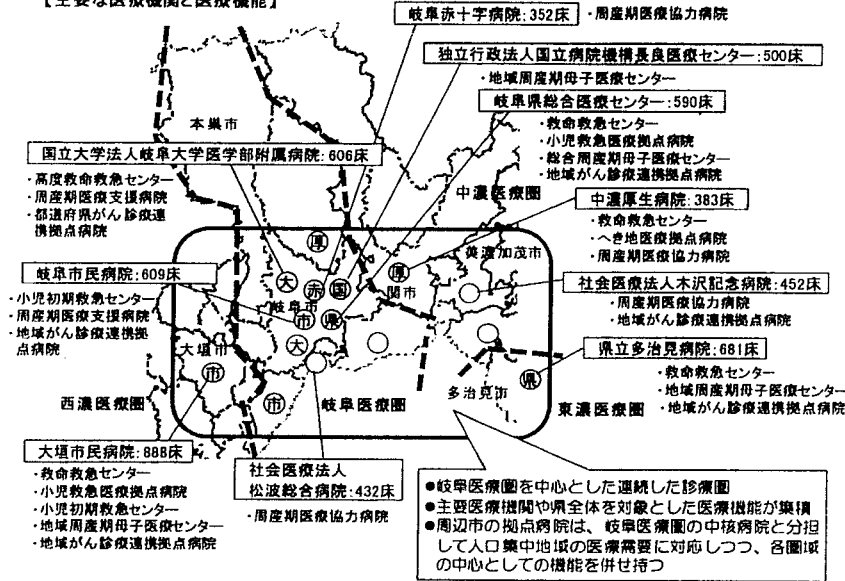 【主要な医療機関と医療機能】
岐阜赤十字病院:352床
・周産期医療協力病院
独立行政法人国立病院機構長良医療センター:500床
・地域周産期母子医療センター
岐阜県総合医療センター:590床
・救命救急センター
・小児救急医療拠点病院
・総合周産期母子医療センター
・地域がん診療連携拠点病院
本巣市
国立大学法人岐阜大学医学部附属病院:606床
・高度救命救急センター
・周産期医療支援病院
・都道府県がん診療連
携拠点病院
中濃医療圏
中濃厚生病院:383床
・救命救急センター
・へき地医療拠点病院
・周産期医療協力病院
厚
美濃加茂市
厚
関市
大
赤
国
岐阜市
市
県
大
岐阜市民病院:609床
・小児初期救急センター
・周産期医療支援病院
・地域がん診療連携拠
点病院
社会医療法人木沢記念病院:452床
・周産期医療協力病院
・地域がん診療連携拠点病院
大垣市
市
県立多治見病院:681床
・救命救急センター
・地域周産期母子医療センター
・地域がん診療連携拠点病院
県
多治見市
西濃医療圏
市
岐阜医療圏
東濃医療圏
大垣市民病院:888床
・救命救急センター
・小児救急医療拠点病院
・小児初期救急センター
・地域周産期母子医療センター
・地域がん診療連携拠点病院
社会医療法人
松波総合病院:432床
・周産期医療協力病院
●岐阜医療圏を中心とした連続した診療圏
●主要医療機関や県全体を対象とした医療機能が集積
●周辺市の拠点病院は、岐阜医療圏の中核病院と分担
して人口集中地域の医療需要に対応しつつ、各圏域
の中心としての機能を併せ持つ